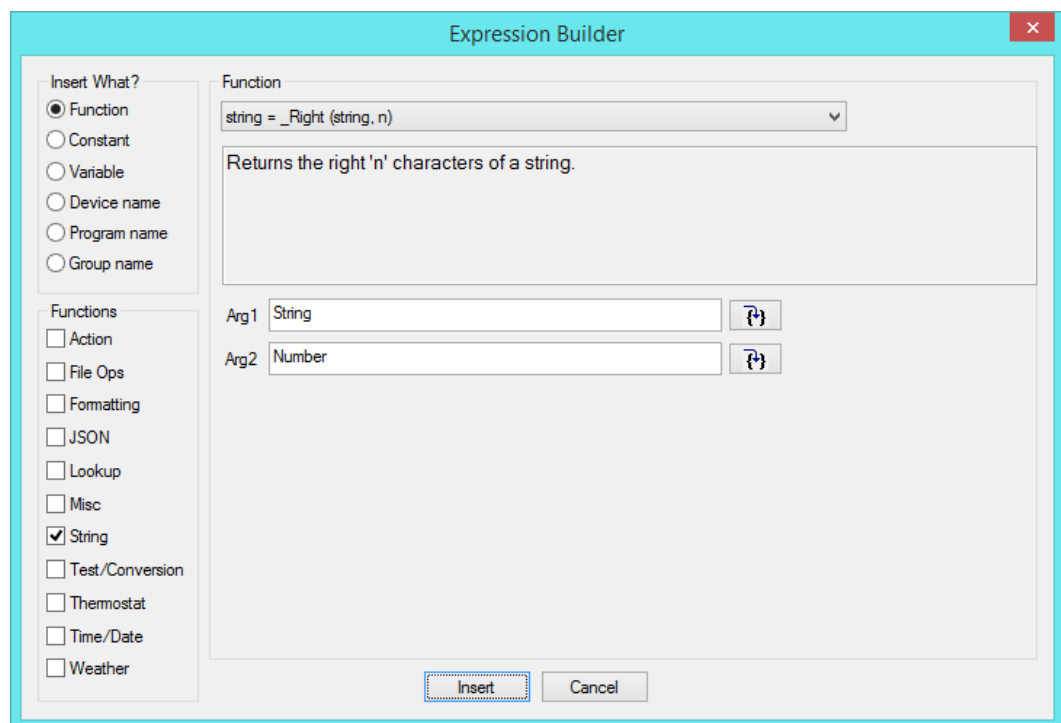 Expression Builder
Insert What?
Function
Constant
Variable
Device name
Program name
Group name
Functions
Action
File Ops
Formatting
JSON
Lookup
Misc
String
Test/Conversion
Thermostat
Time/Date
Weather
Function
string = _Right (string, n)
Returns the right 'n' characters of a string.
Arg1 String
Arg2 Number
Insert Cancel